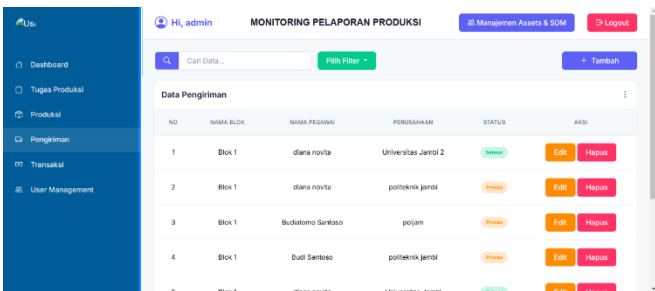 Hi, admin
MONITORING PELAPORAN PRODUKSI
Manajemen Assets & SDM
Logout
Dashboard
Tugas Produksi
Produksi
Pengiriman
Transaksi
User Management
Cari Data...
Pilih Filter
+ Tambah
Data Pengiriman
NO NAMA BLOK NAMA PEGAWAI PERUSAHAAN STATUS AKSI
1 Blok 1 diana novita Universitas Jambi 2 Selesai Edit Hapus
2 Blok 1 diana novita politeknik jambi Proses Edit Hapus
3 Blok 1 Budiatomo Santoso poljam Proses Edit Hapus
4 Blok 1 Budi Santoso politeknik jambi Proses Edit Hapus